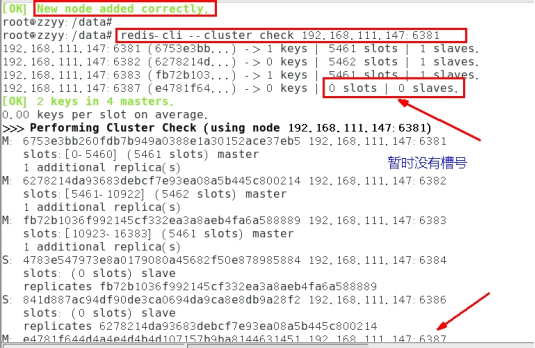 [OK] New node added correctly.
root@zzyy:/data#
root@zzyy:/data# redis-cli --cluster check 192.168.111.147:6381
192.168.111.147:6381 (6753e3bb...) -> 1 keys | 5461 slots | 1 slaves.
192.168.111.147:6382 (6278214d...) -> 0 keys | 5462 slots | 1 slaves.
192.168.111.147:6383 (fb72b103...) -> 1 keys | 5461 slots | 1 slaves.
192.168.111.147:6387 (e4781f64...) -> 0 keys | 0 slots | 0 slaves.
[OK] 2 keys in 4 masters.
0.00 keys per slot on average.
>>> Performing Cluster Check (using node 192.168.111.147:6381)
M: 6753e3bb260fdb7b949a0388e1a30152ace37eb5 192.168.111.147:6381
slots:[0-5460] (5461 slots) master
1 additional replica(s)
暂时没有槽号
M: 6278214da93683debcf7e93ea08a5b445c800214 192.168.111.147:6382
slots:[5461-10922] (5462 slots) master
1 additional replica(s)
M: fb72b1036f992145cf332ea3a8aeb4fa6a588889 192.168.111.147:6383
slots:[10923-16383] (5461 slots) master
1 additional replica(s)
S: 4783e547973e8a0179080a45682f50e878985884 192.168.111.147:6384
slots: (0 slots) slave
replicates fb72b1036f992145cf332ea3a8aeb4fa6a588889
S: 841d887ac94df90de3ca0694da9ca8e8db9a28f2 192.168.111.147:6386
slots: (0 slots) slave
replicates 6278214da93683debcf7e93ea08a5b445c800214
M: 192.168.111.147:6387